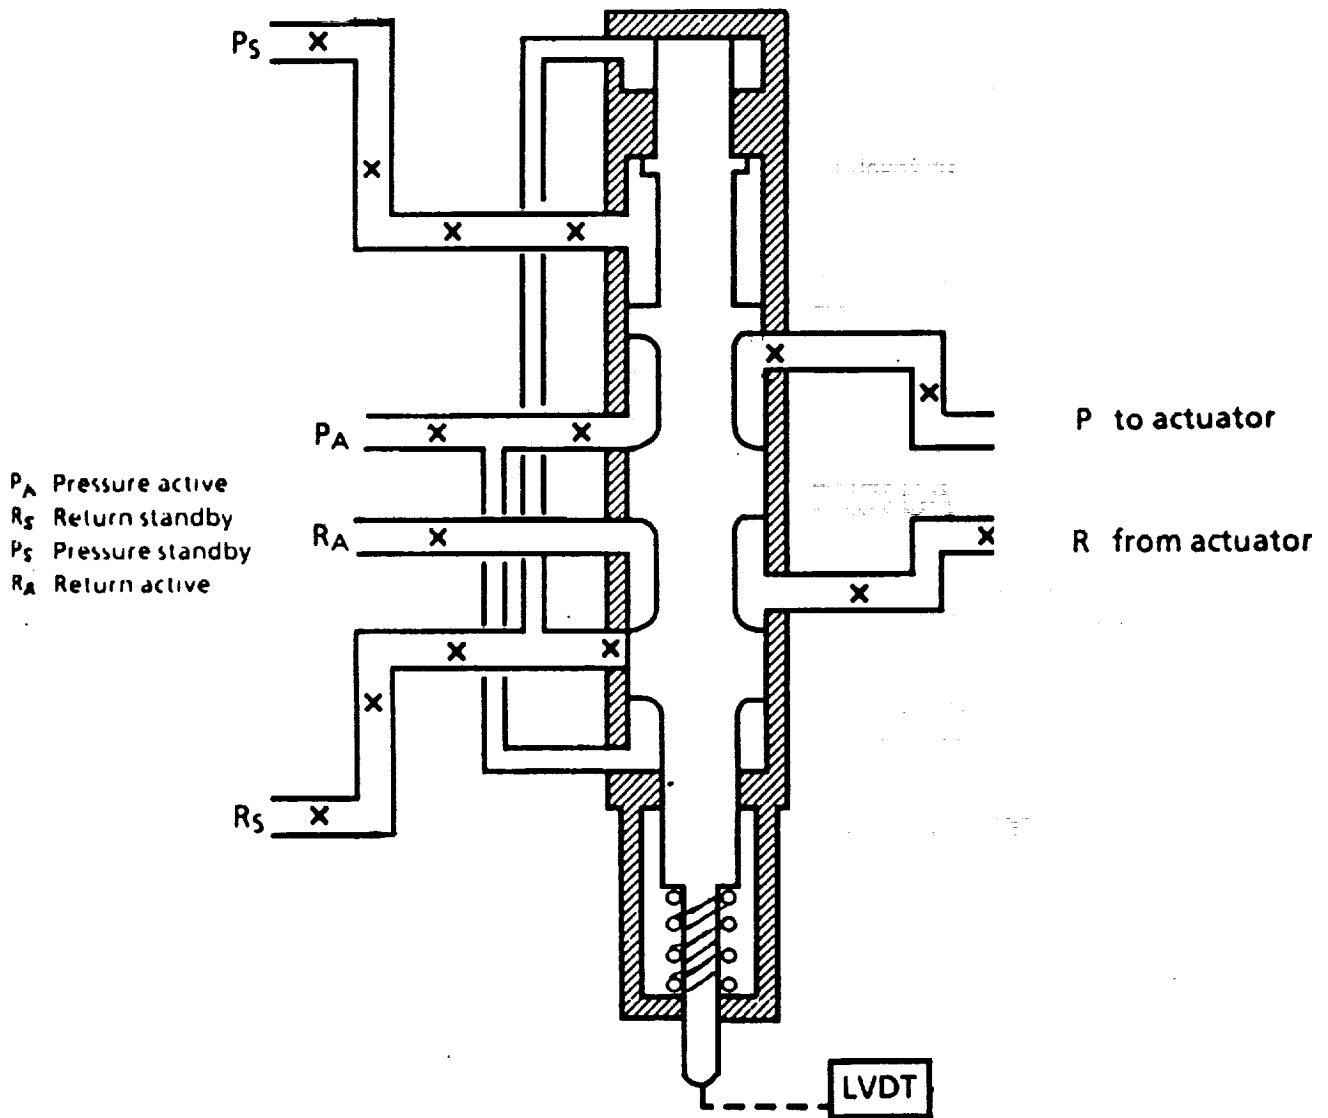 PS
PA
P to actuator
PA Pressure active
RS Return standby
PS Pressure standby
RA Return active
RA
R from actuator
RS
LVDT